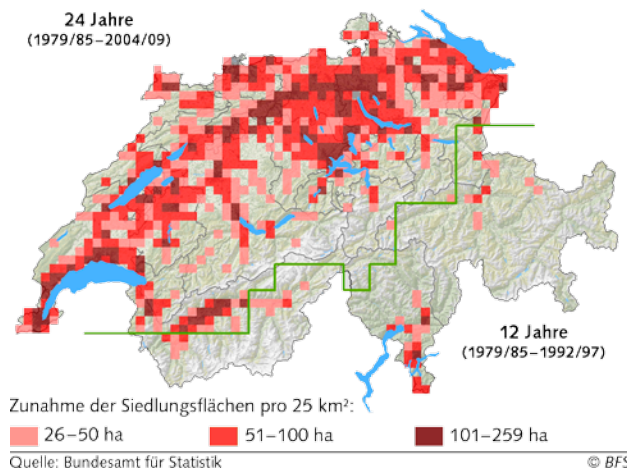 24 Jahre
(1979/85–2004/09)
12 Jahre
(1979/85–1992/97)
Zunahme der Siedlungsflächen pro 25 km²:
26–50 ha 51–100 ha 101–259 ha
Quelle: Bundesamt für Statistik © BFS